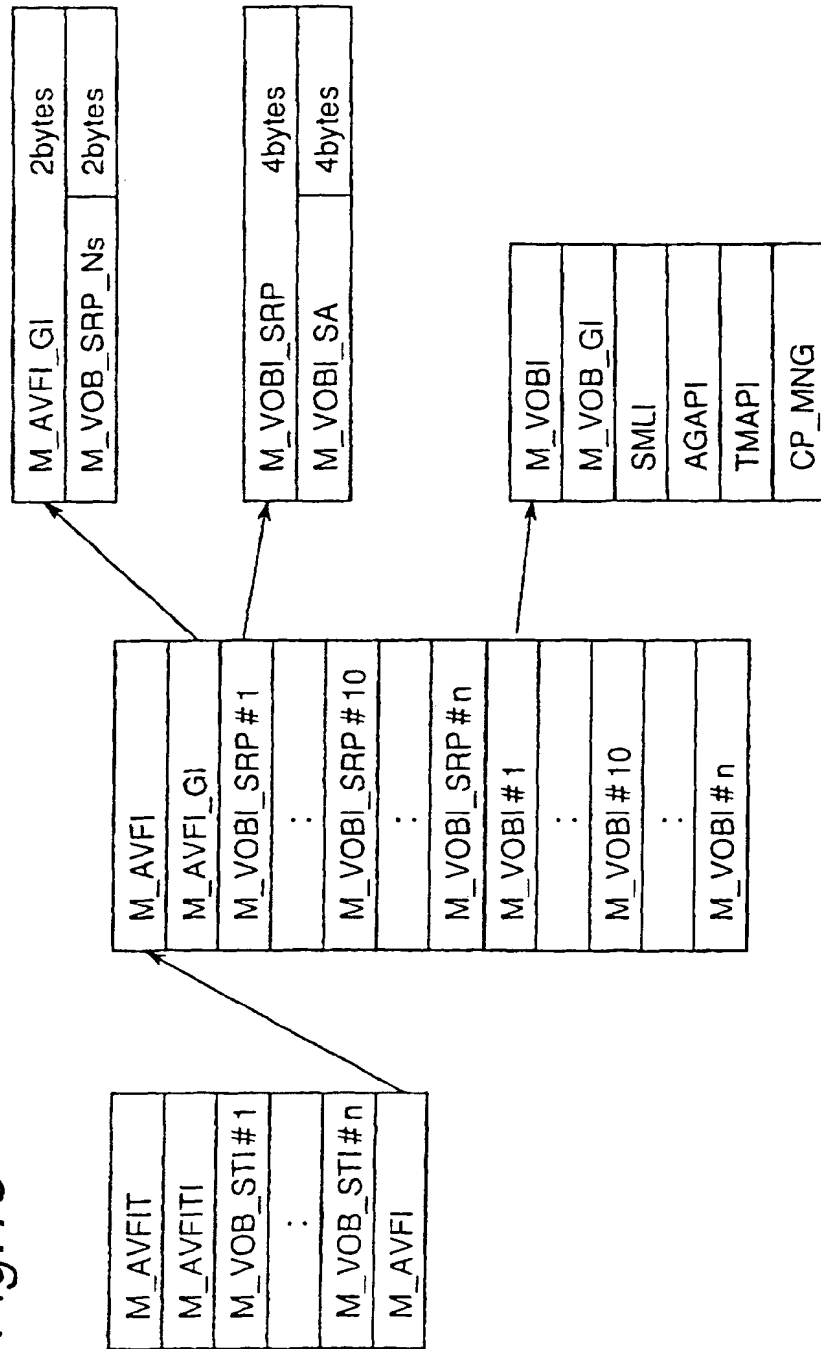 M_AVFIT
M_AVFITI
M_VOB_STI#1
:
M_VOB_STI#n
M_AVFI
M_AVFI
M_AVFI_GI
M_VOBI_SRP#1
:
M_VOBI_SRP#10
:
M_VOBI_SRP#n
M_VOBI#1
:
M_VOBI#10
:
M_VOBI#n
M_AVFI_GI 2bytes
M_VOB_SRP_Ns 2bytes
M_VOBI_SRP 4bytes
M_VOBI_SA 4bytes
M_VOBI
M_VOB_GI
SMLI
AGAPI
TMAPI
CP_MNG